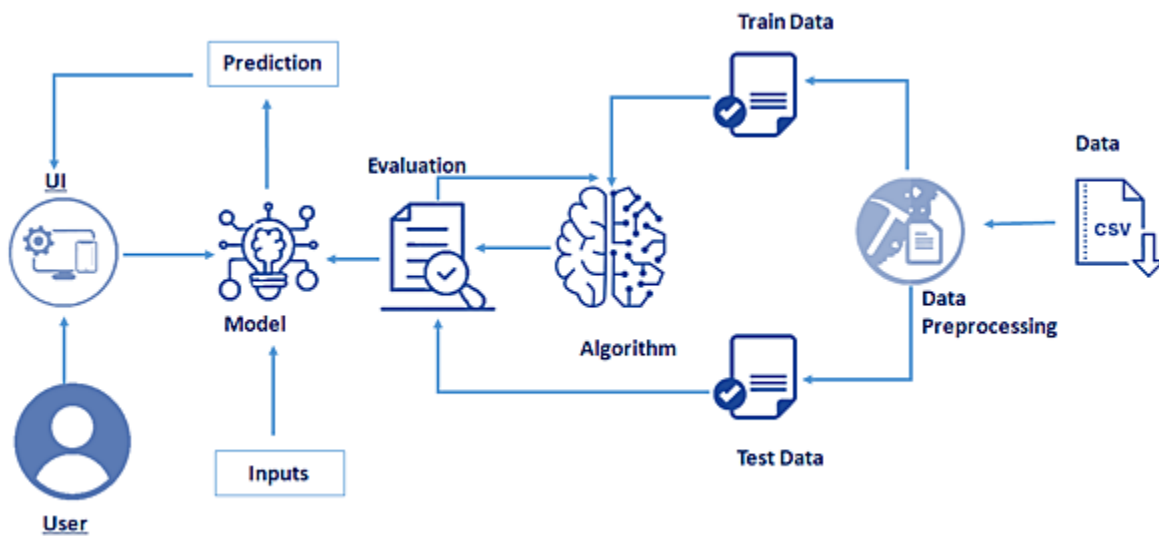 Train Data
Prediction
Evaluation
Data
UI
CSV
Model
Algorithm
Data
Preprocessing
Inputs
Test Data
User